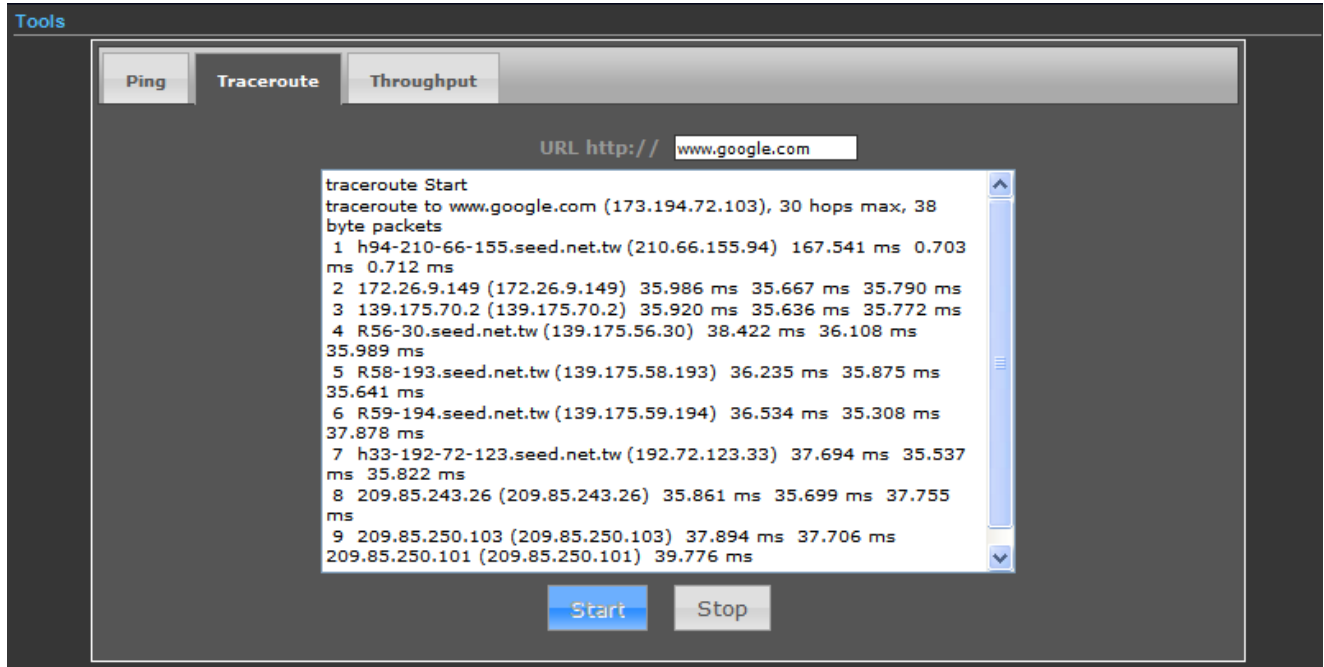 Tools
Ping
Traceroute
Throughput
URL http://
www.google.com
traceroute Start
traceroute to www.google.com (173.194.72.103), 30 hops max, 38
byte packets
1 h94-210-66-155.seed.net.tw (210.66.155.94) 167.541 ms 0.703
ms 0.712 ms
2 172.26.9.149 (172.26.9.149) 35.986 ms 35.667 ms 35.790 ms
3 139.175.70.2 (139.175.70.2) 35.920 ms 35.636 ms 35.772 ms
4 R56-30.seed.net.tw (139.175.56.30) 38.422 ms 36.108 ms
35.989 ms
5 R58-193.seed.net.tw (139.175.58.193) 36.235 ms 35.875 ms
35.641 ms
6 R59-194.seed.net.tw (139.175.59.194) 36.534 ms 35.308 ms
37.878 ms
7 h33-192-72-123.seed.net.tw (192.72.123.33) 37.694 ms 35.537
ms 35.822 ms
8 209.85.243.26 (209.85.243.26) 35.861 ms 35.699 ms 37.755
ms
9 209.85.250.103 (209.85.250.103) 37.894 ms 37.706 ms
209.85.250.101 (209.85.250.101) 39.776 ms
Start
Stop